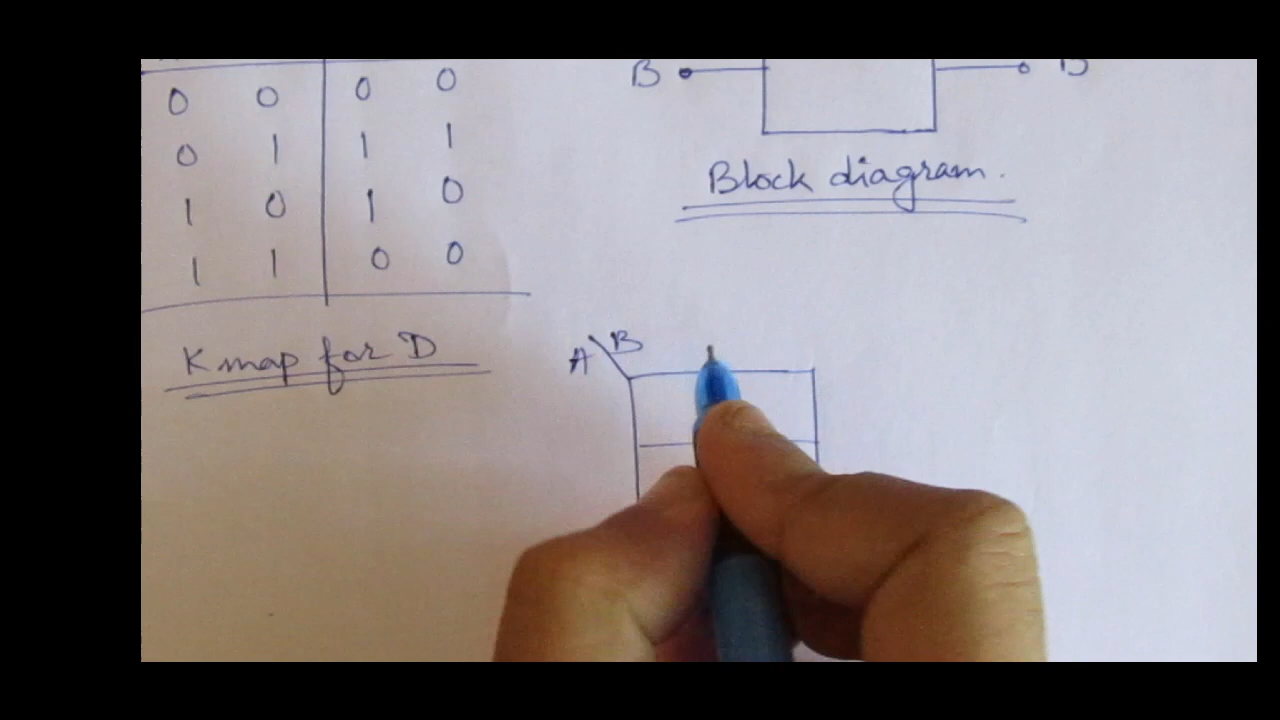 0 0 0 0
0 1 1 1
1 0 1 0
1 1 0 0
B
Block diagram.
K map for D
A B